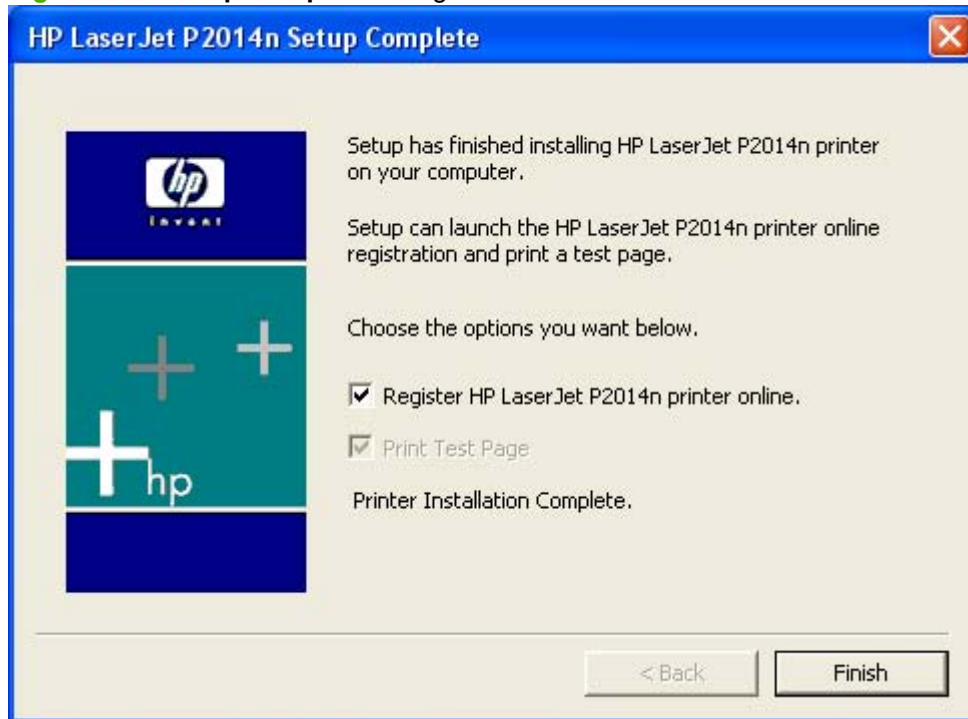 HP LaserJet P2014n Setup Complete
hp
invent
Setup has finished installing HP LaserJet P2014n printer
on your computer.
Setup can launch the HP LaserJet P2014n printer online
registration and print a test page.
Choose the options you want below.
Register HP LaserJet P2014n printer online.
Print Test Page
hp
Printer Installation Complete.
< Back
Finish